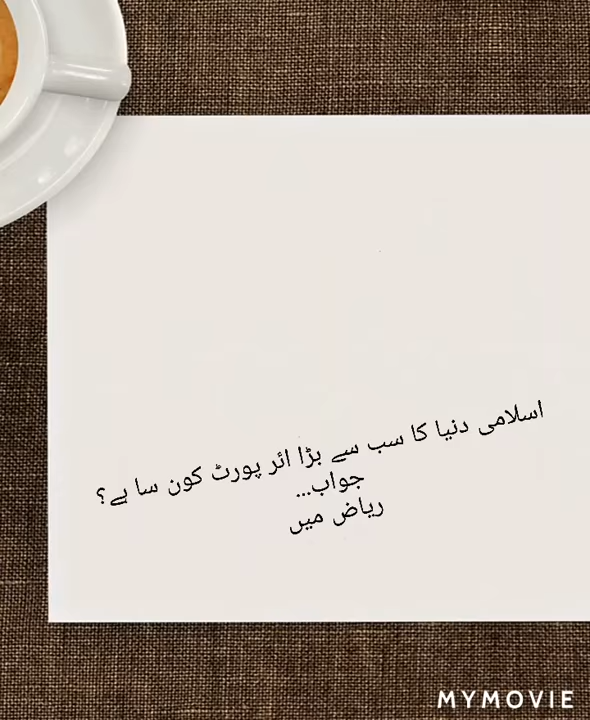 اسلامی دنیا کا سب سے بڑا ائر پورٹ کون سا ہے؟
جواب...
ریاض میں
MYMOVIE